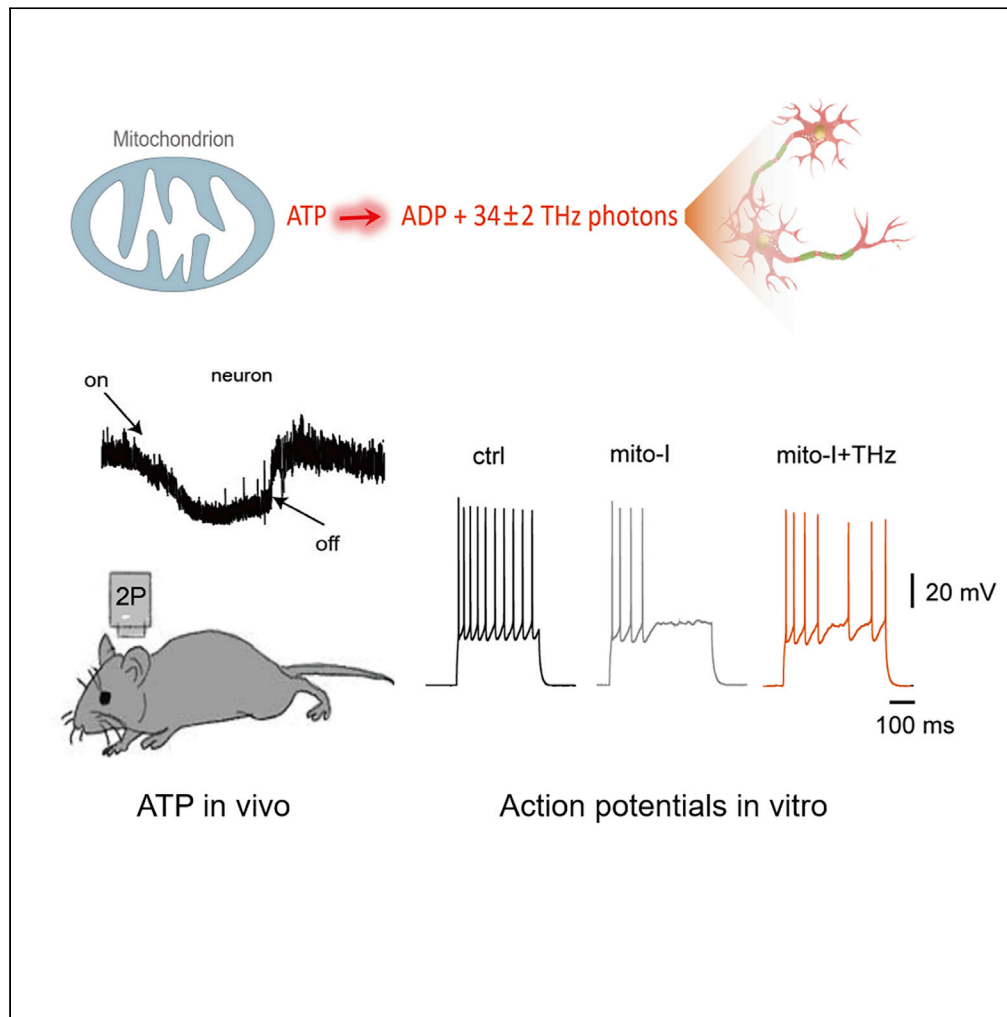 Mitochondrion
ATP → ADP + 34±2 THz photons
on
neuron
off
2P
ctrl
mito-I
mito-I+THz
20 mV
100 ms
ATP in vivo
Action potentials in vitro